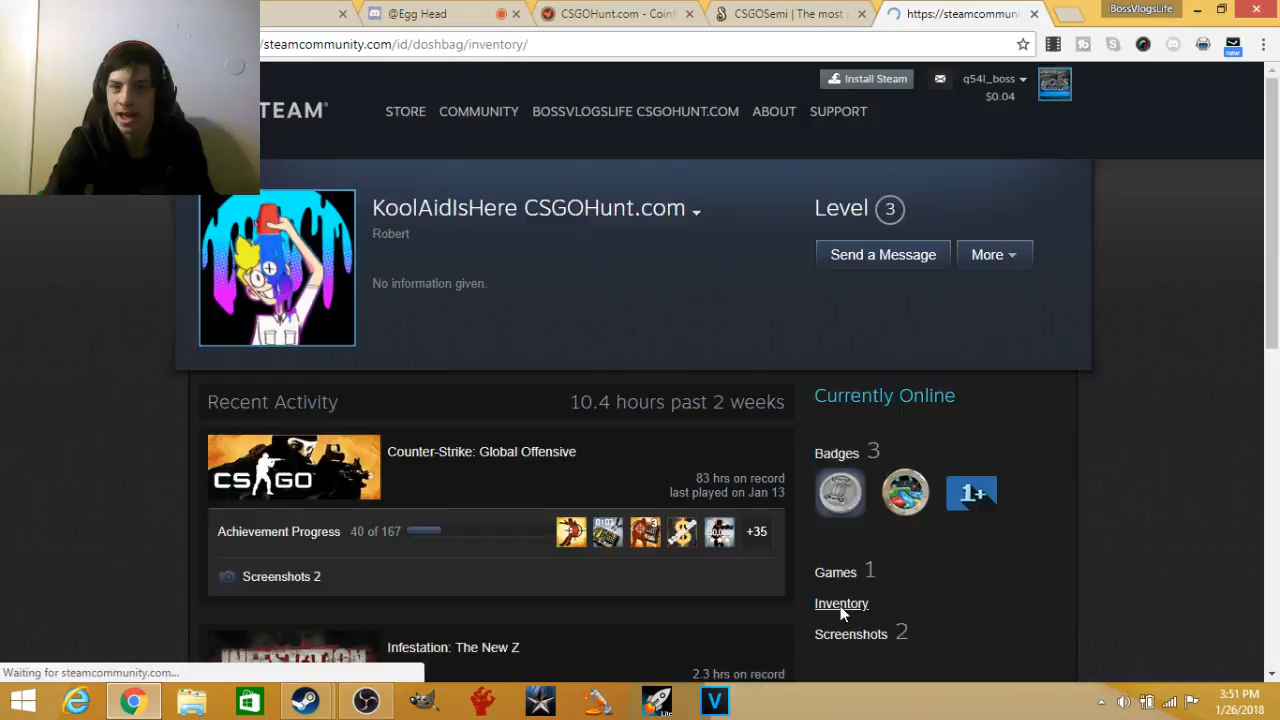 @Egg Head
CSGOHunt.com - Coinf
CSGOSemi | The most a
https://steamcommuni
BossVlogsLife
/steamcommunity.com/id/doshbag/inventory/
new
Install Steam
q54l_boss
$0.04
TEAM®
STORE
COMMUNITY
BOSSVLOGSLIFE CSGOHUNT.COM
ABOUT
SUPPORT
KoolAidIsHere CSGOHunt.com
Robert
No information given.
Level 3
Send a Message
More
Recent Activity
10.4 hours past 2 weeks
Currently Online
CS GO
Counter-Strike: Global Offensive
83 hrs on record
last played on Jan 13
Badges 3
1+
Achievement Progress 40 of 167
+35
Screenshots 2
Games 1
Inventory
Screenshots 2
INFESTATION
Infestation: The New Z
2.3 hrs on record
Waiting for steamcommunity.com...
Lite
V
3:51 PM
1/26/2018